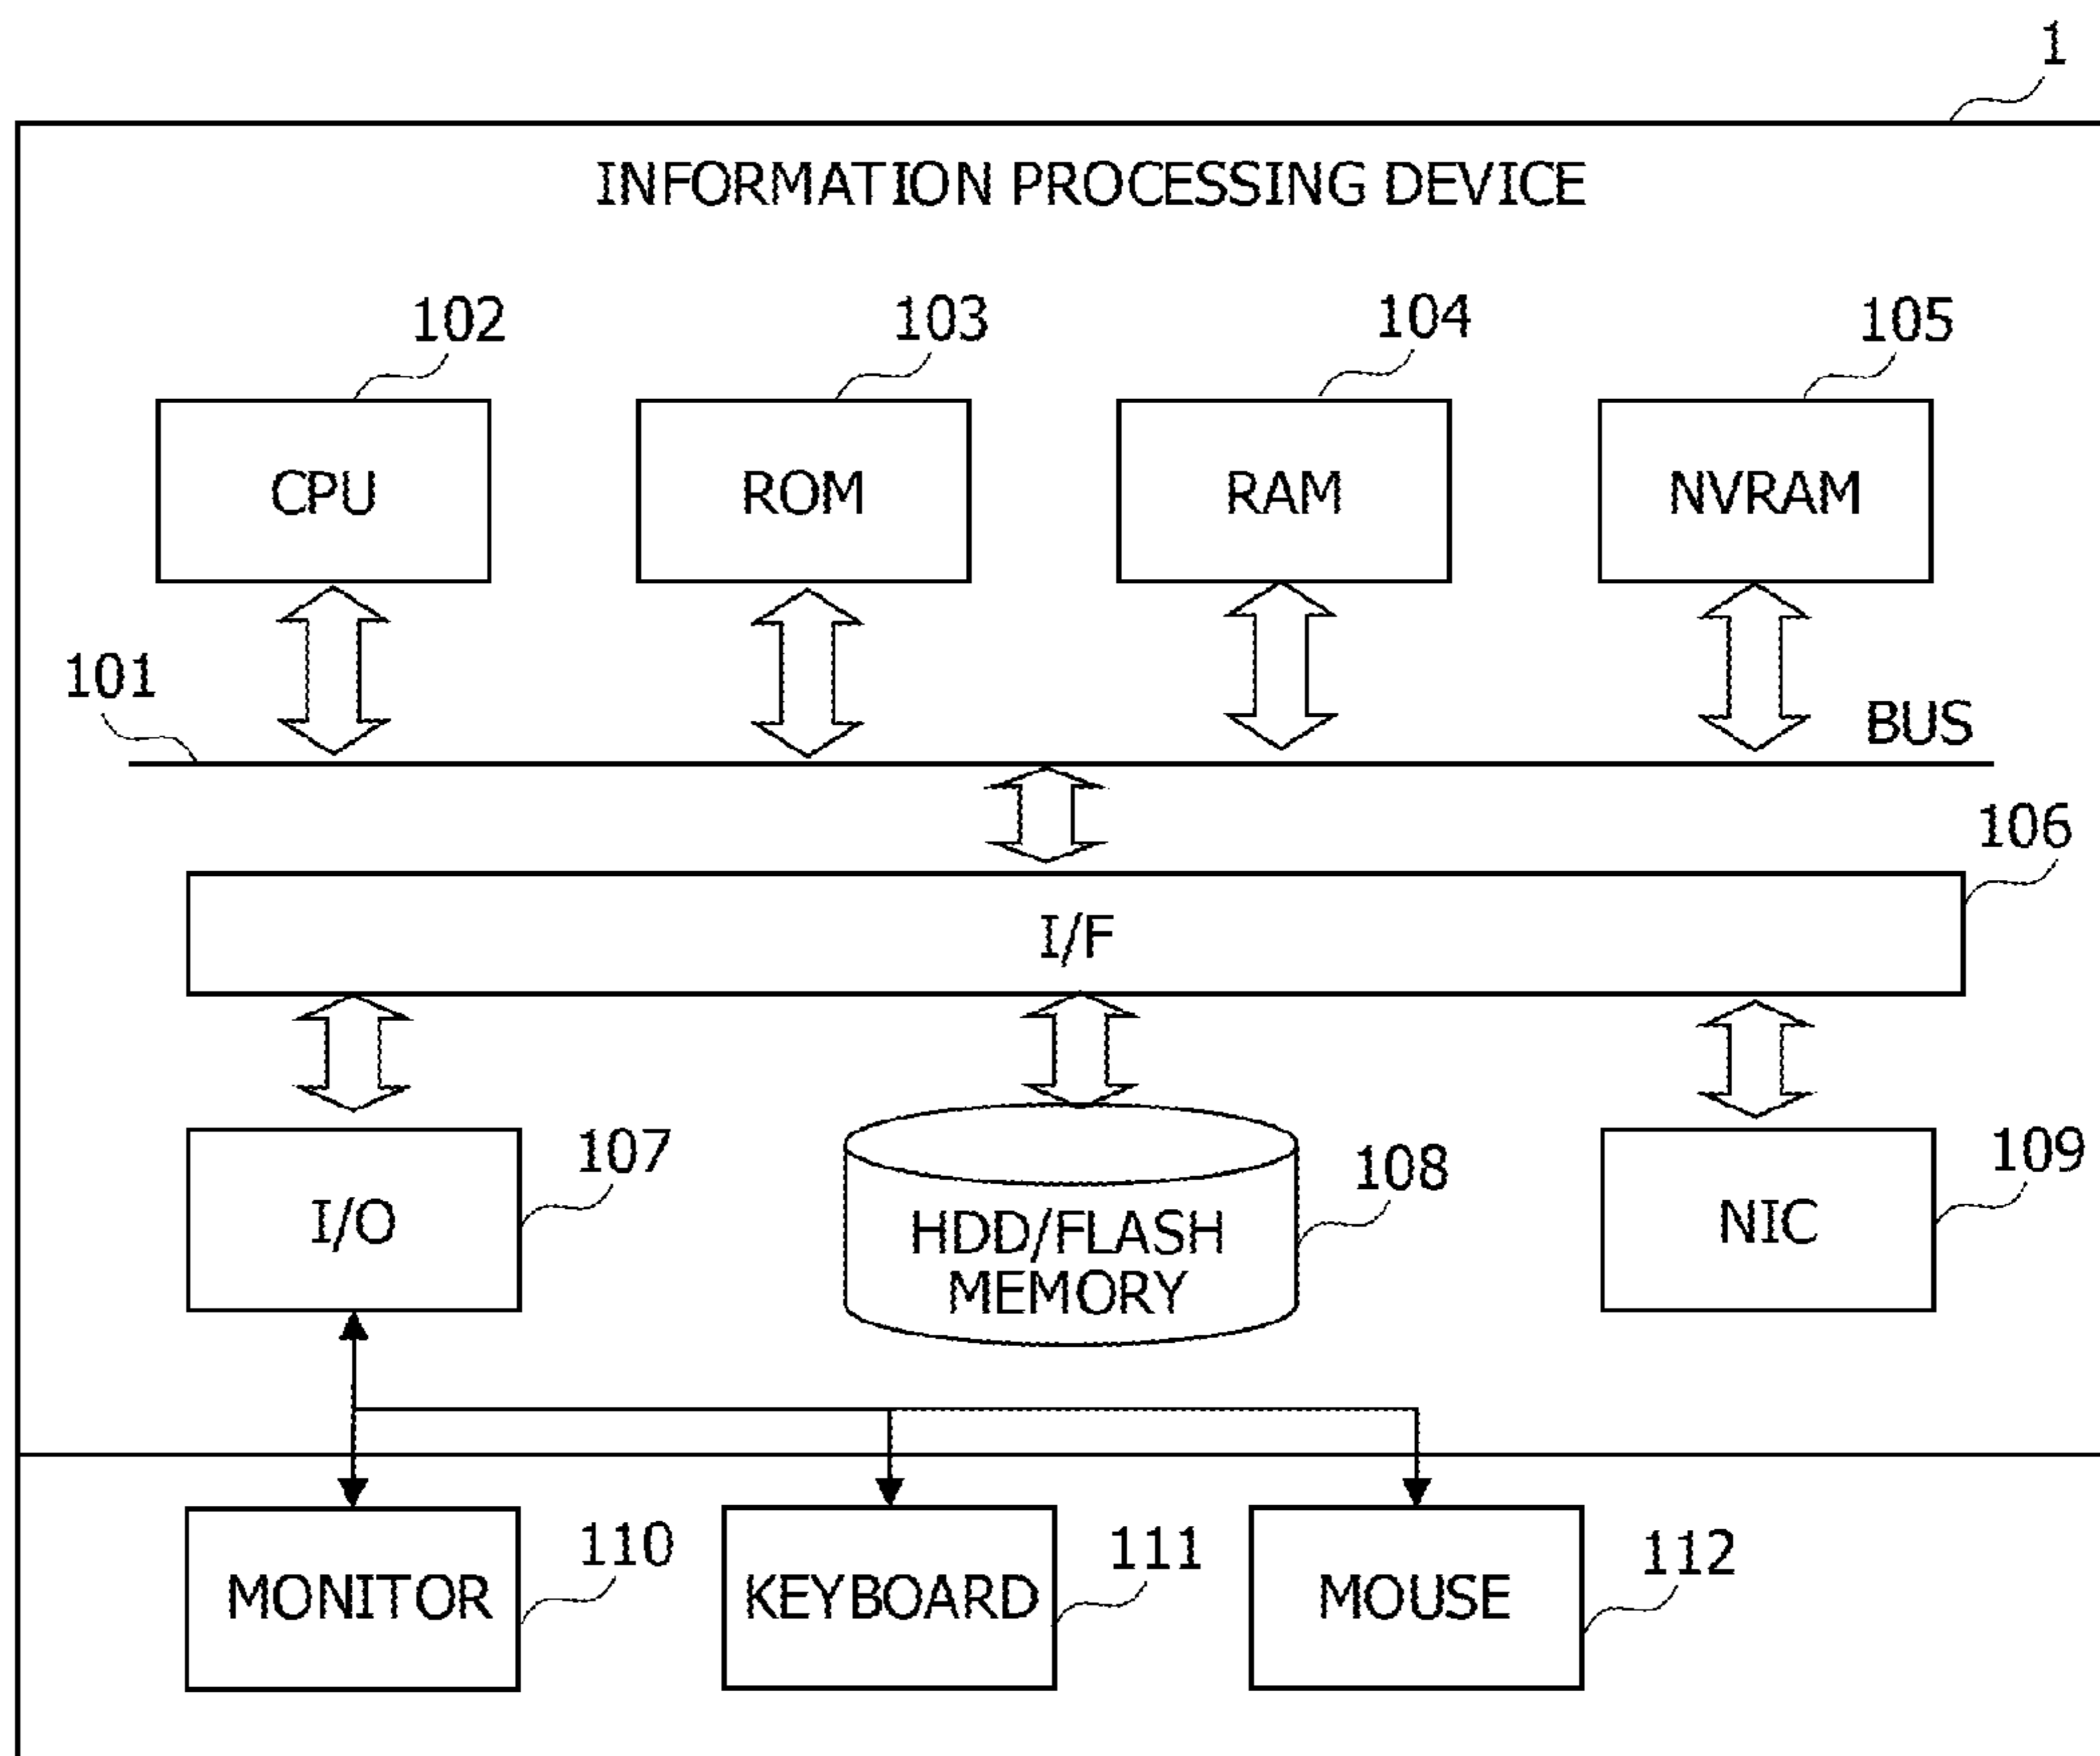 1
INFORMATION PROCESSING DEVICE
102
103
104
105
CPU
ROM
RAM
NVRAM
101
BUS
106
I/F
107
108
109
I/O
HDD/FLASH
MEMORY
NIC
110
111
112
MONITOR
KEYBOARD
MOUSE